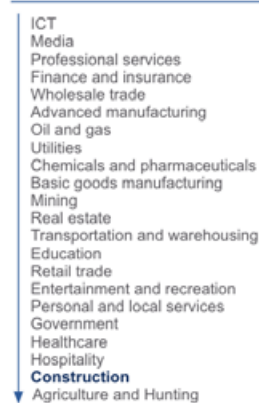 ICT
Media
Professional services
Finance and insurance
Wholesale trade
Advanced manufacturing
Oil and gas
Utilities
Chemicals and pharmaceuticals
Basic goods manufacturing
Mining
Real estate
Transportation and warehousing
Education
Retail trade
Entertainment and recreation
Personal and local services
Government
Healthcare
Hospitality
Construction
Agriculture and Hunting